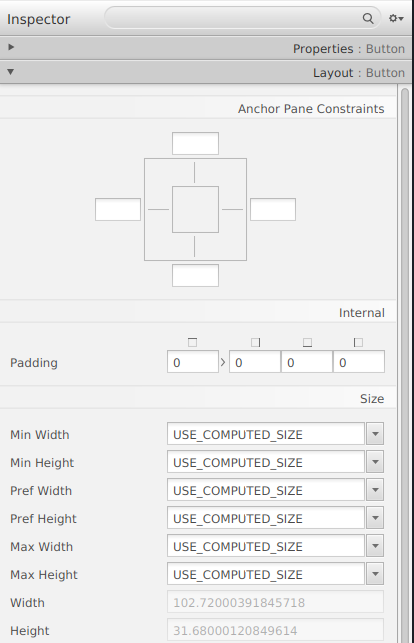 Inspector
Properties : Button
Layout : Button
Anchor Pane Constraints
Internal
Padding 0 0 0 0
Size
Min Width USE_COMPUTED_SIZE
Min Height USE_COMPUTED_SIZE
Pref Width USE_COMPUTED_SIZE
Pref Height USE_COMPUTED_SIZE
Max Width USE_COMPUTED_SIZE
Max Height USE_COMPUTED_SIZE
Width 102.72000391845718
Height 31.68000120849614